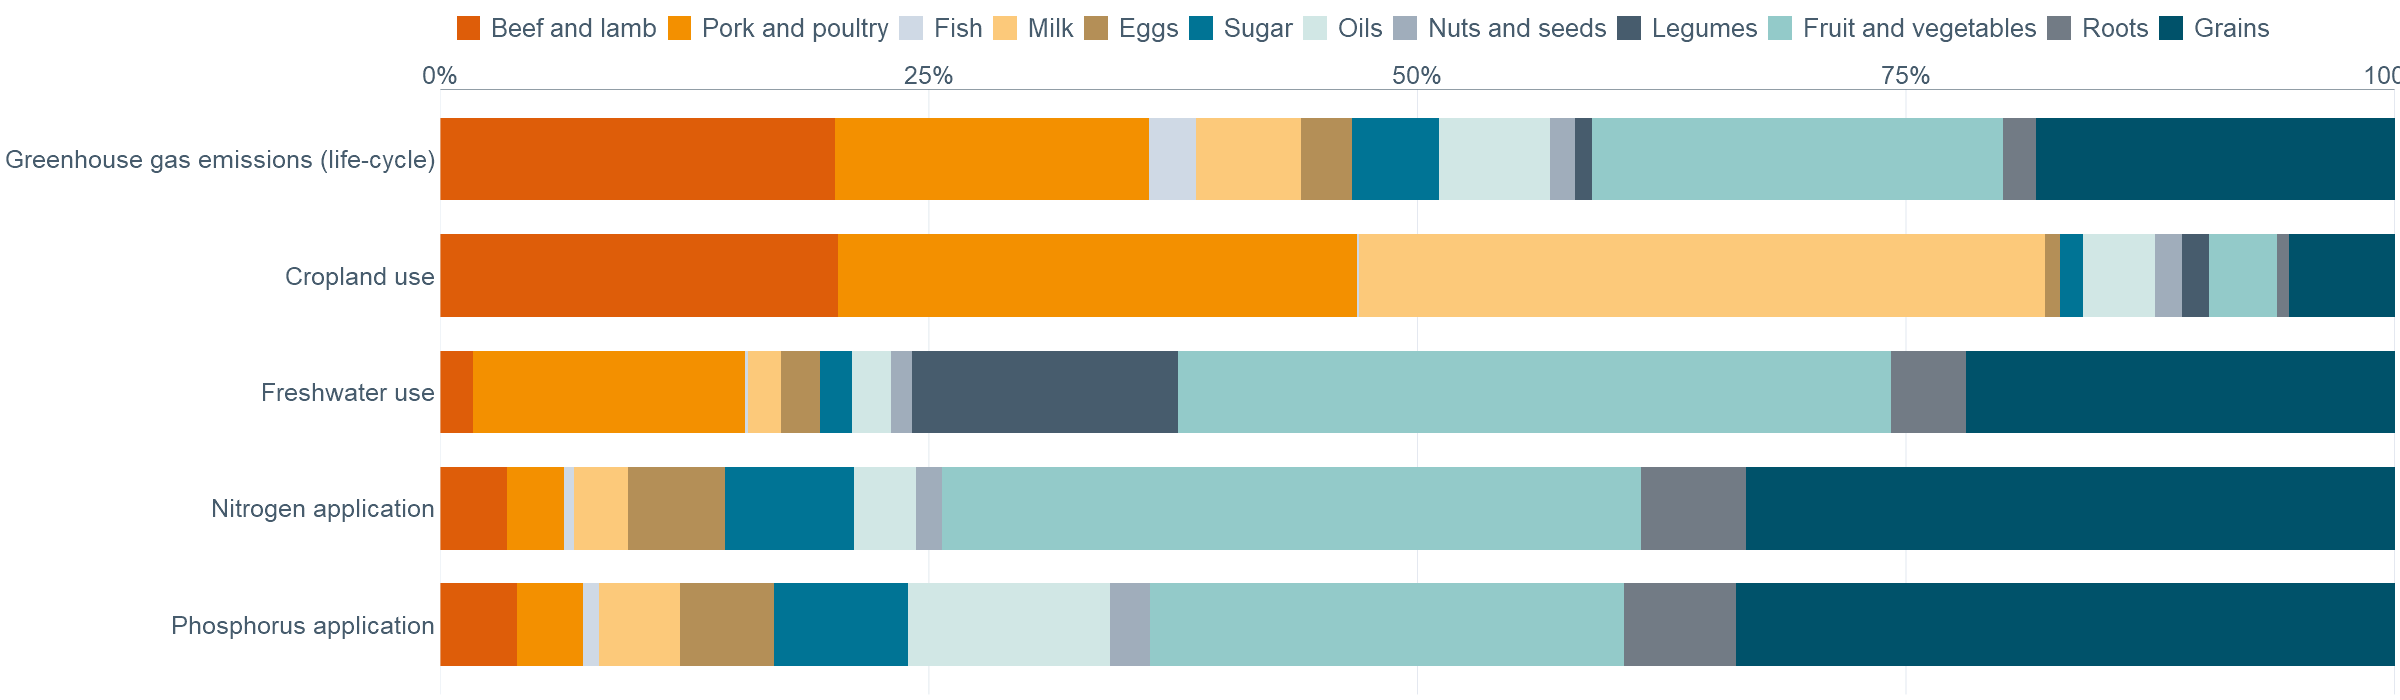 Beef and lamb Pork and poultry Fish Milk Eggs Sugar Oils Nuts and seeds Legumes Fruit and vegetables Roots Grains
0% 25% 50% 75% 100
Greenhouse gas emissions (life-cycle)
Cropland use
Freshwater use
Nitrogen application
Phosphorus application